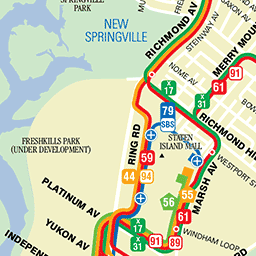 SPRINGVILLE
PARK
NEW
SPRINGVILLE
RICHMOND AV
STEINWAY AV
MERRY MOUNT
NOME AV
91
91
X
17
X
31
79
SBS
RICHMOND HILL
FRESHKILLS PARK
(UNDER DEVELOPMENT)
RING RD
STATEN
ISLAND MALL
59
44
94
WESTPORT ST
MARSH AV
PLATINUM AV
56
55
61
YUKON AV
X
17
X
31
91
89
WINDHAM LOOP
INDEPENDENCE